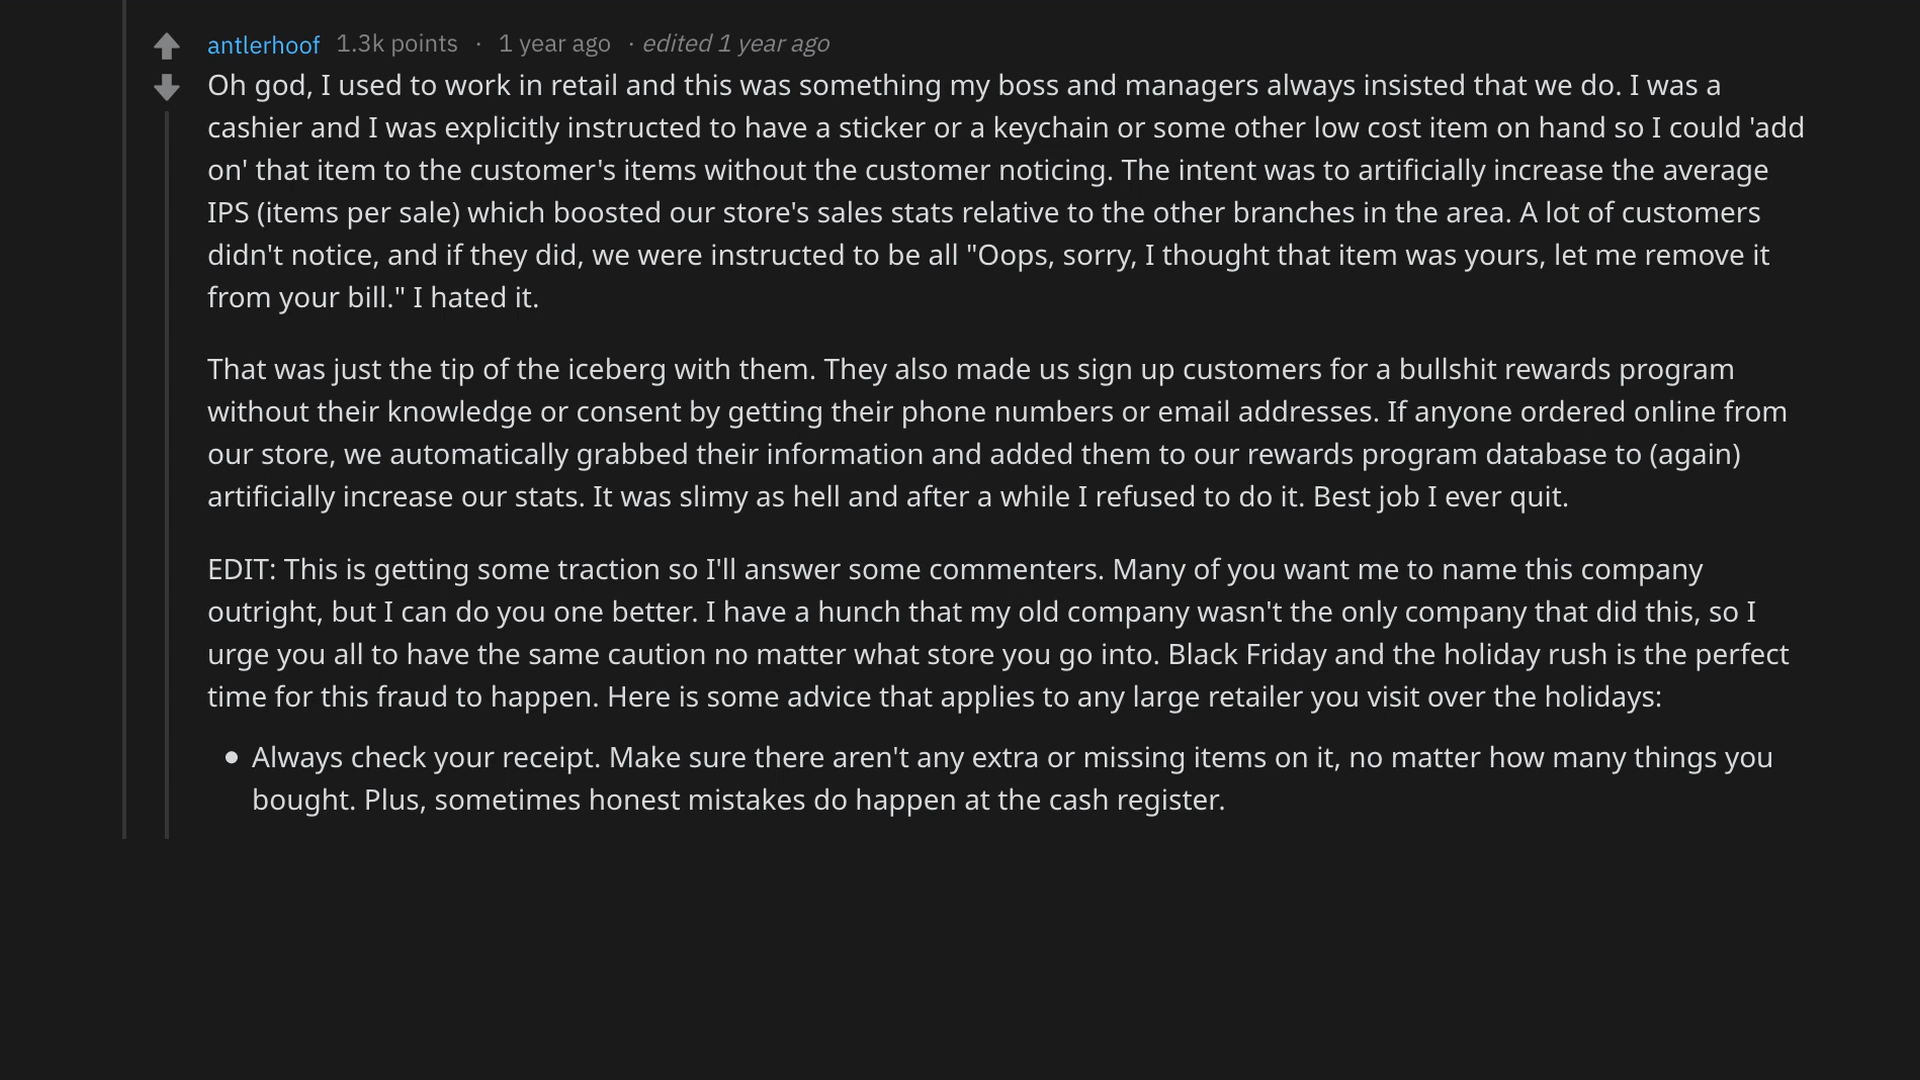 antlerhoof 1.3k points · 1 year ago · edited 1 year ago
Oh god, I used to work in retail and this was something my boss and managers always insisted that we do. I was a
cashier and I was explicitly instructed to have a sticker or a keychain or some other low cost item on hand so I could 'add
on' that item to the customer's items without the customer noticing. The intent was to artificially increase the average
IPS (items per sale) which boosted our store's sales stats relative to the other branches in the area. A lot of customers
didn't notice, and if they did, we were instructed to be all "Oops, sorry, I thought that item was yours, let me remove it
from your bill." I hated it.
That was just the tip of the iceberg with them. They also made us sign up customers for a bullshit rewards program
without their knowledge or consent by getting their phone numbers or email addresses. If anyone ordered online from
our store, we automatically grabbed their information and added them to our rewards program database to (again)
artificially increase our stats. It was slimy as hell and after a while I refused to do it. Best job I ever quit.
EDIT: This is getting some traction so I'll answer some commenters. Many of you want me to name this company
outright, but I can do you one better. I have a hunch that my old company wasn't the only company that did this, so I
urge you all to have the same caution no matter what store you go into. Black Friday and the holiday rush is the perfect
time for this fraud to happen. Here is some advice that applies to any large retailer you visit over the holidays:
• Always check your receipt. Make sure there aren't any extra or missing items on it, no matter how many things you
bought. Plus, sometimes honest mistakes do happen at the cash register.